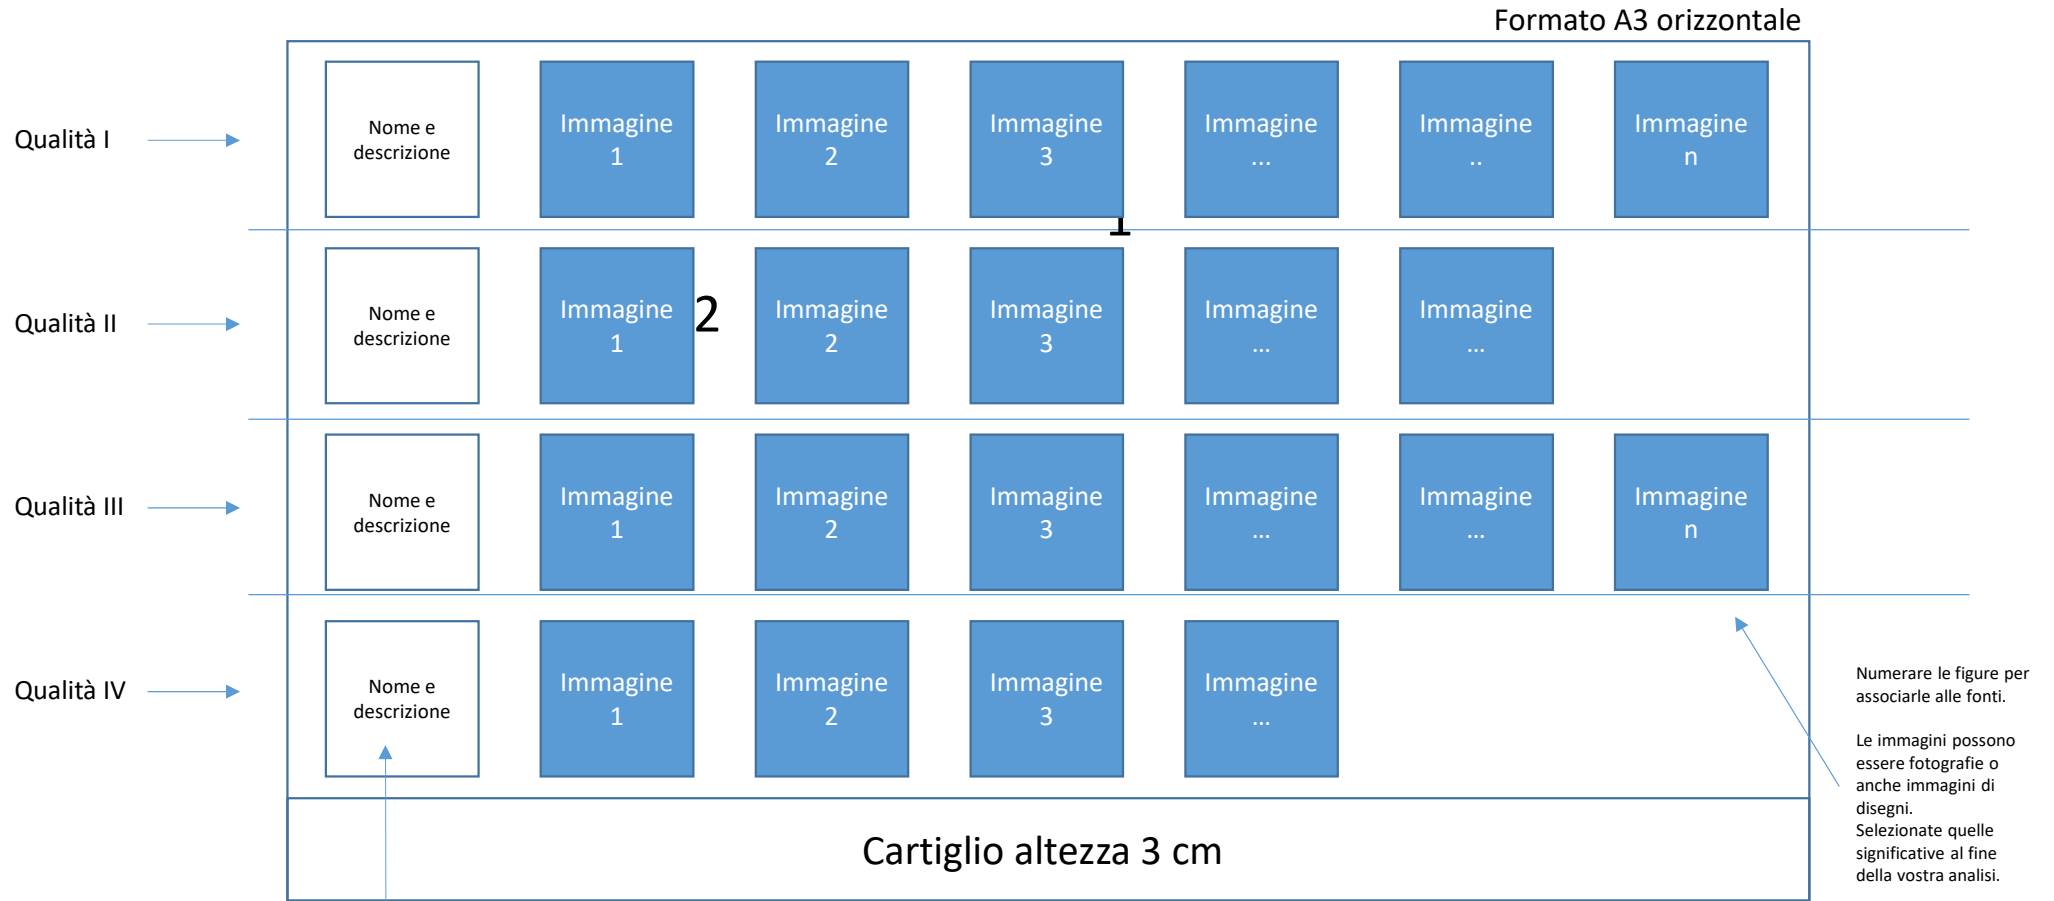 Formato A3 orizzontale
Qualità I
Nome e
descrizione
Immagine
1
Immagine
2
Immagine
3
Immagine
...
Immagine
..
Immagine
n
1
Qualità II
Nome e
descrizione
Immagine
1
2
Immagine
2
Immagine
3
Immagine
...
Immagine
...
Qualità III
Nome e
descrizione
Immagine
1
Immagine
2
Immagine
3
Immagine
...
Immagine
...
Immagine
n
Qualità IV
Nome e
descrizione
Immagine
1
Immagine
2
Immagine
3
Immagine
...
Numerare le figure per
associarle alle fonti.
Le immagini possono
essere fotografie o
anche immagini di
disegni.
Selezionate quelle
significative al fine
della vostra analisi.
Cartiglio altezza 3 cm